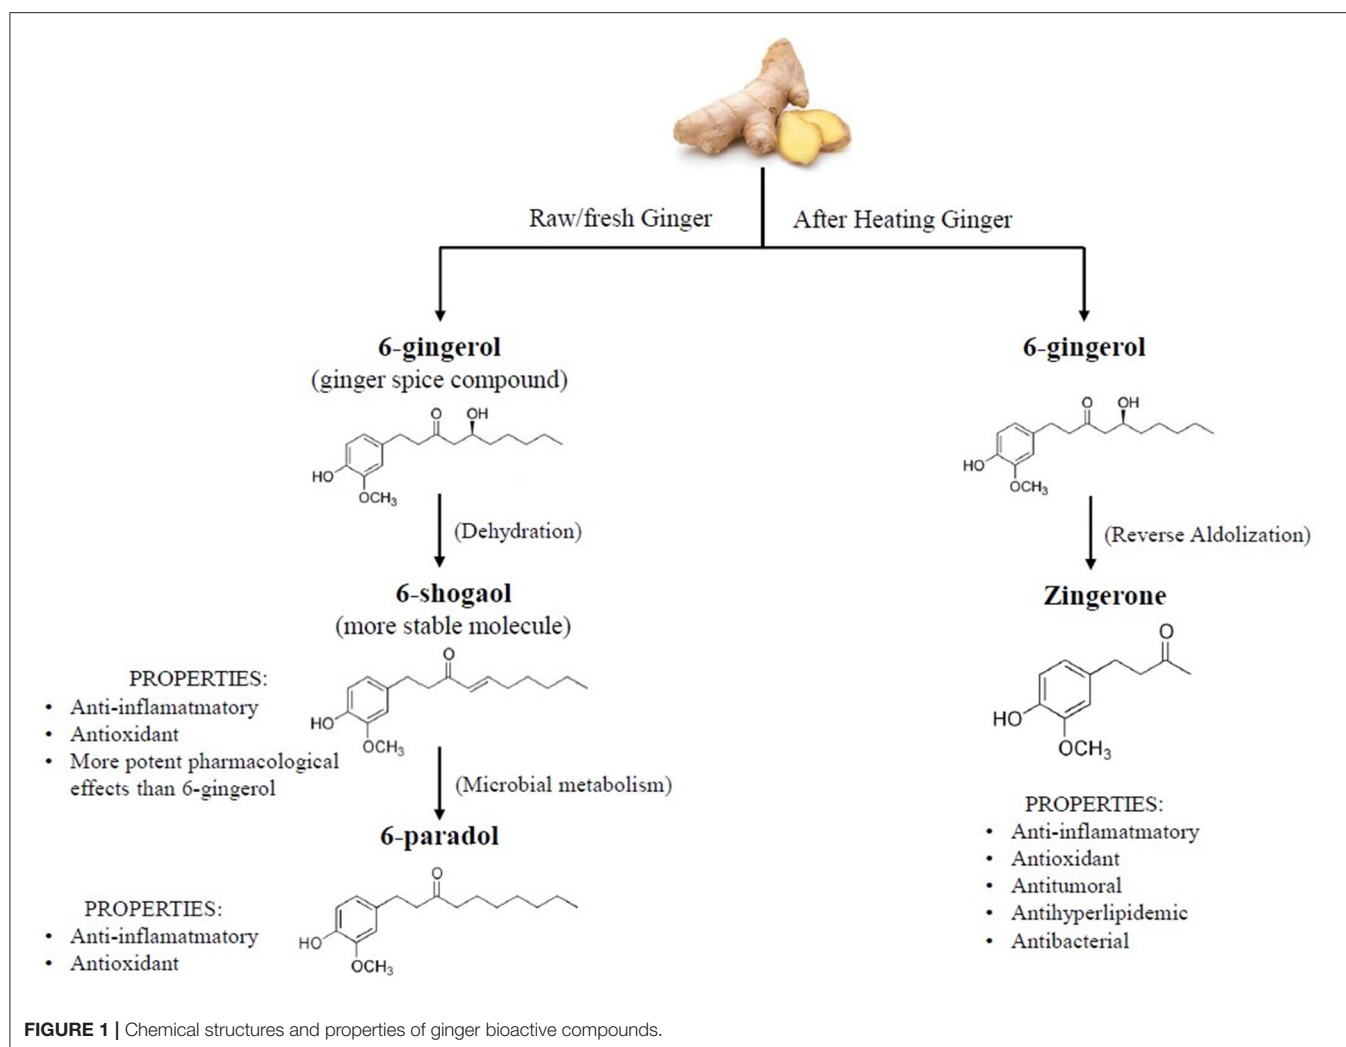 Raw/fresh Ginger
After Heating Ginger
6-gingerol
(ginger spice compound)
O
OH
HO
OCH3
(Dehydration)
6-shogaol
(more stable molecule)
O
HO
OCH3
PROPERTIES:
• Anti-inflamatmatory
• Antioxidant
• More potent pharmacological
effects than 6-gingerol
(Microbial metabolism)
6-paradol
O
HO
OCH3
PROPERTIES:
• Anti-inflamatmatory
• Antioxidant
6-gingerol
O
OH
HO
OCH3
(Reverse Aldolization)
Zingerone
O
HO
OCH3
PROPERTIES:
• Anti-inflamatmatory
• Antioxidant
• Antitumoral
• Antihyperlipidemic
• Antibacterial
FIGURE 1 | Chemical structures and properties of ginger bioactive compounds.